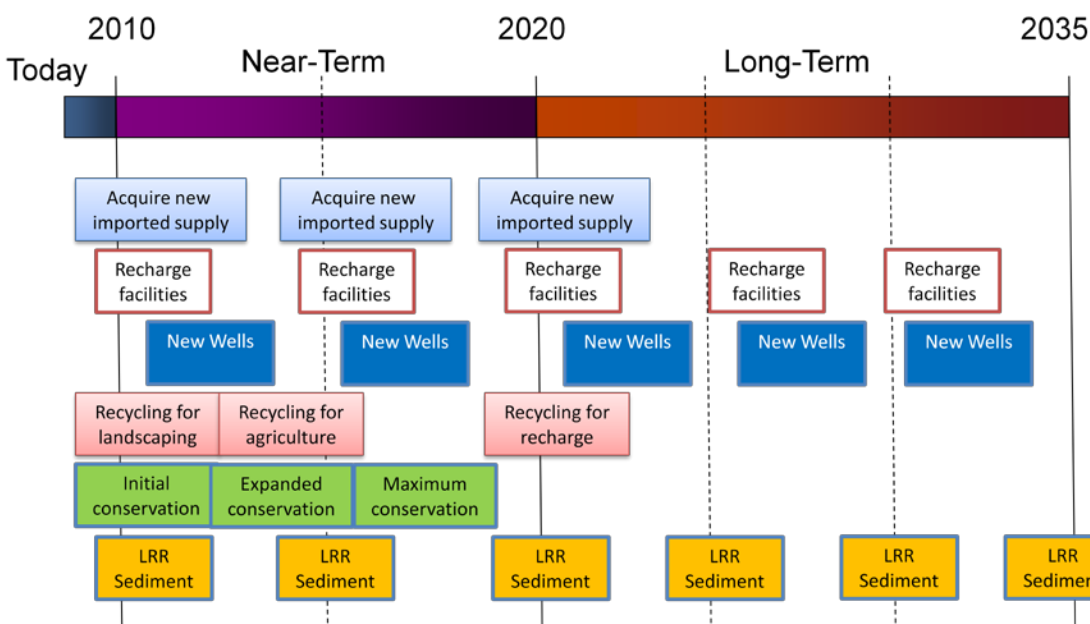 2010
2020
2035
Today
Near-Term
Long-Term
Acquire new
imported supply
Acquire new
imported supply
Acquire new
imported supply
Recharge
facilities
Recharge
facilities
Recharge
facilities
Recharge
facilities
Recharge
facilities
New Wells
New Wells
New Wells
New Wells
New Wells
Recycling for
landscaping
Recycling for
agriculture
Recycling for
recharge
Initial
conservation
Expanded
conservation
Maximum
conservation
LRR
Sediment
LRR
Sediment
LRR
Sediment
LRR
Sediment
LRR
Sediment
LRR
Sedimen